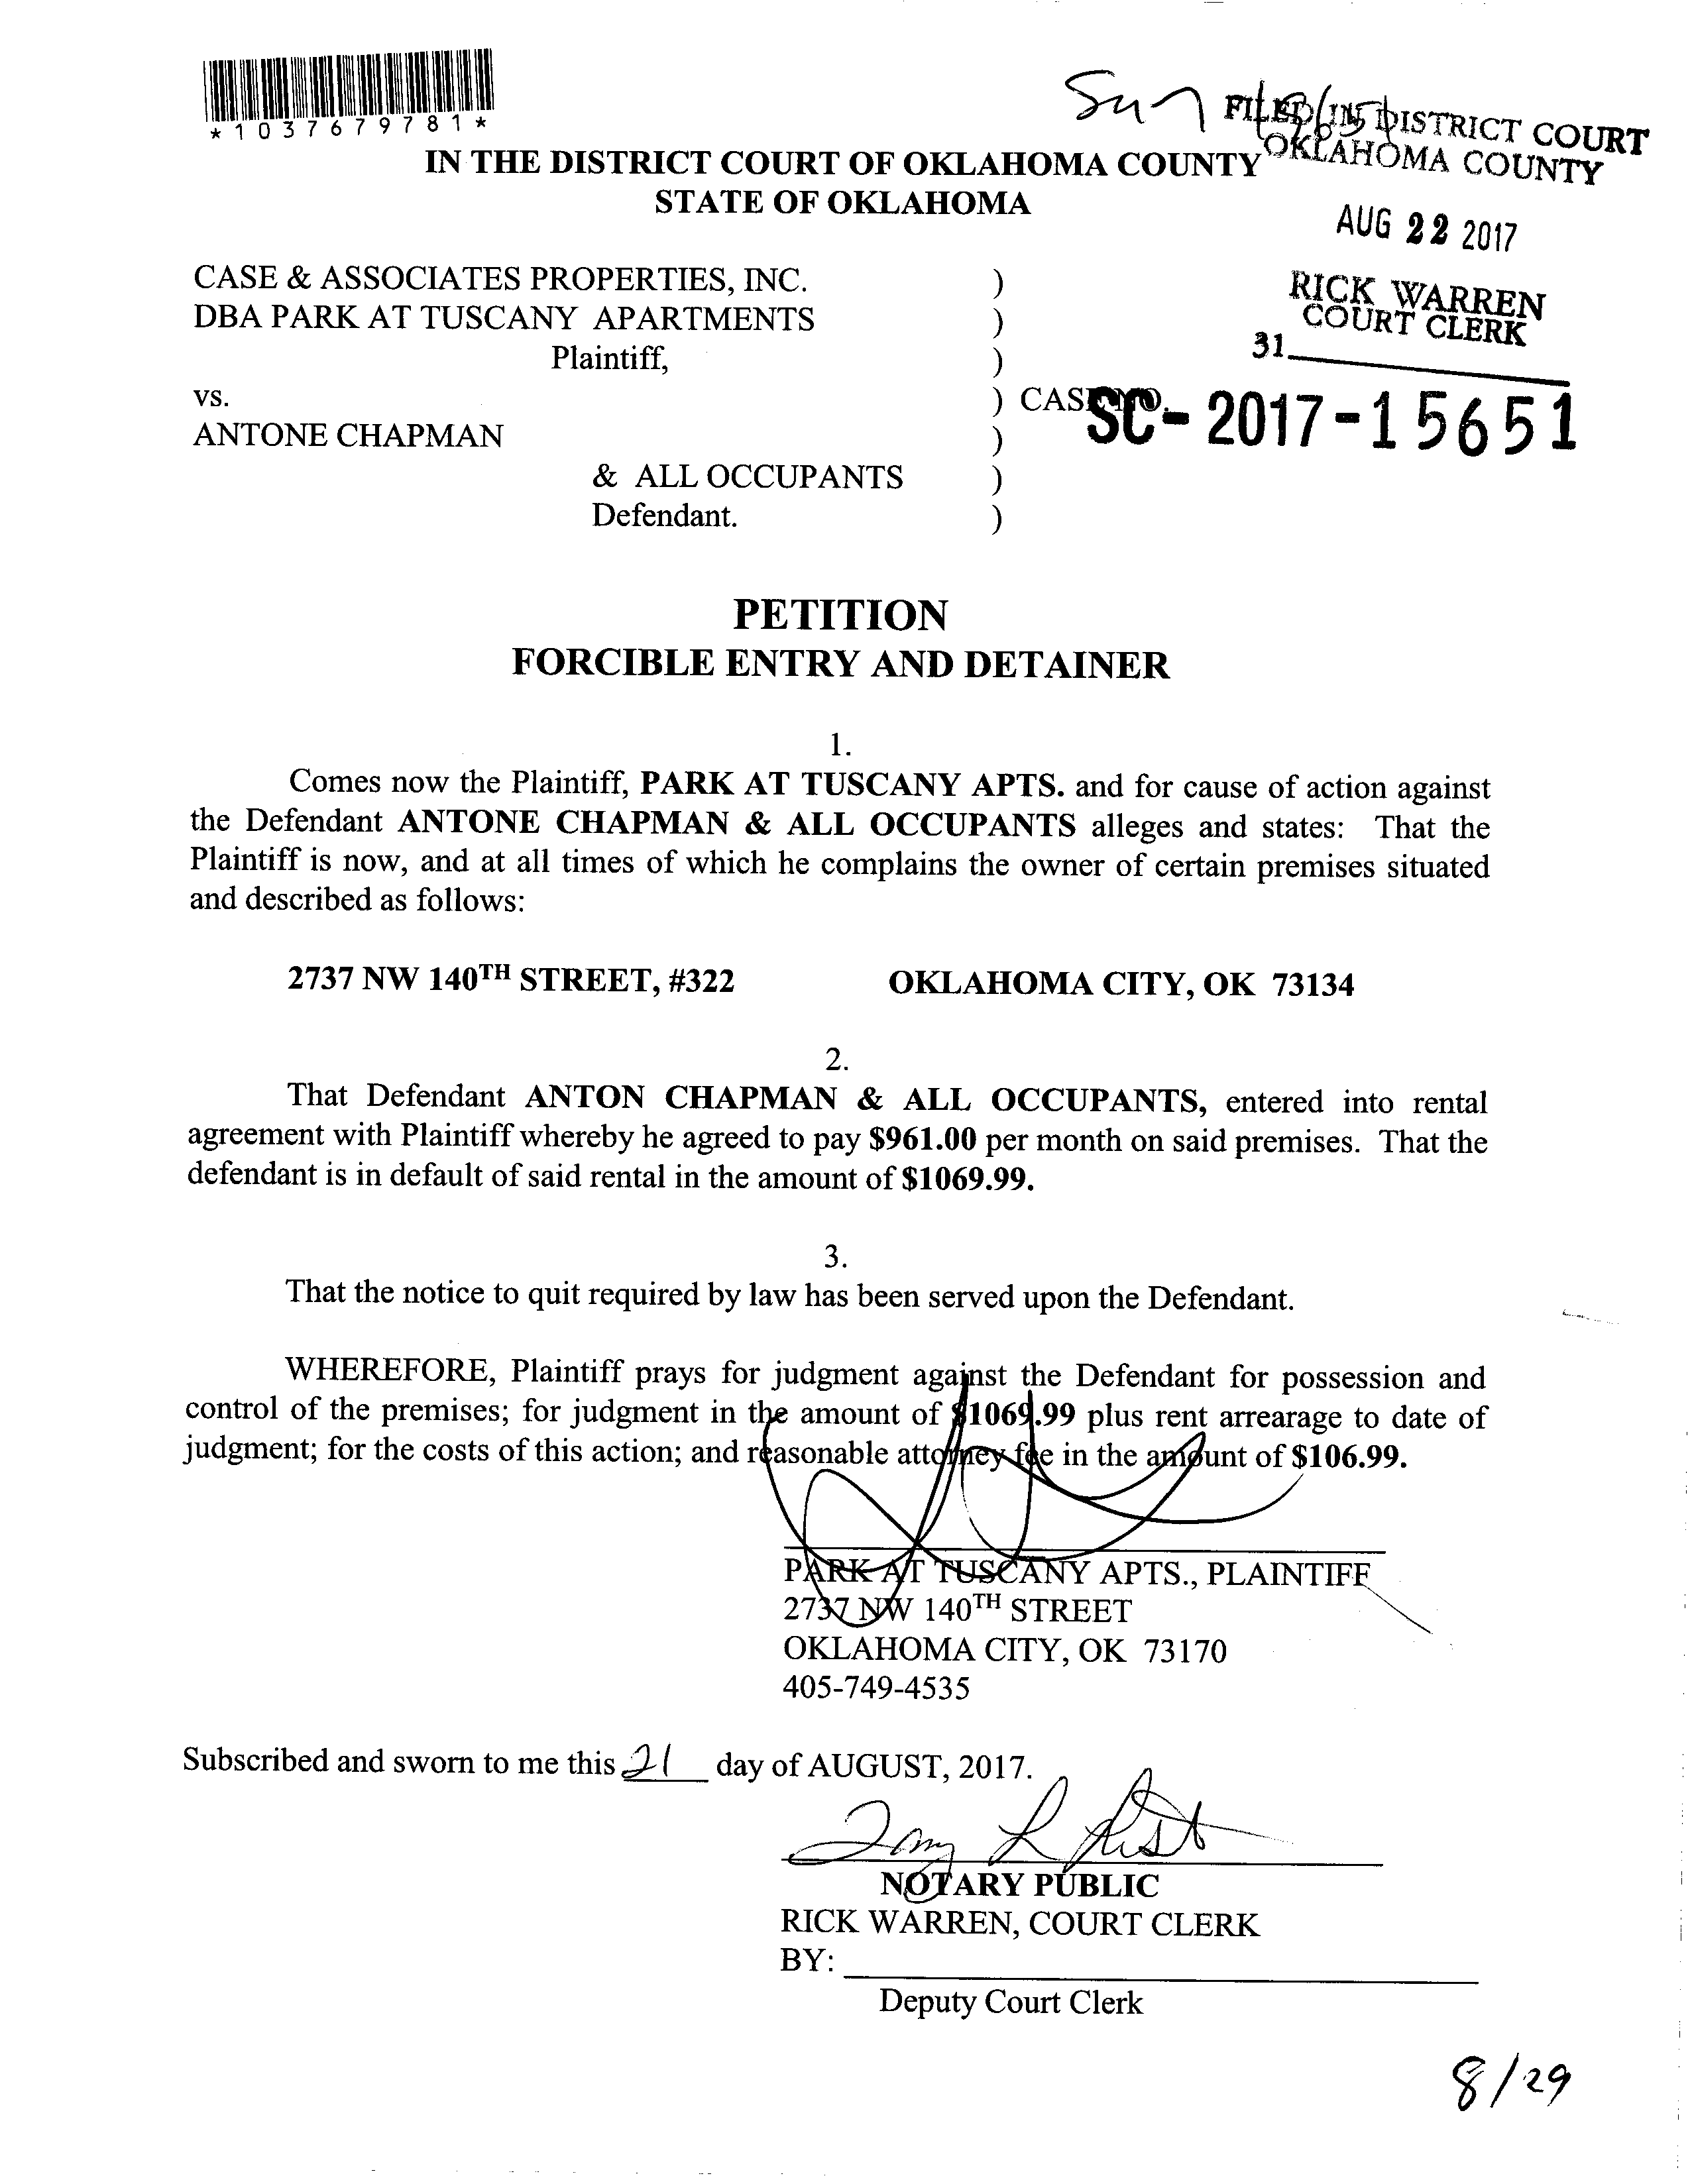 *1037679781*
FILED IN DISTRICT COURT
OKLAHOMA COUNTY
IN THE DISTRICT COURT OF OKLAHOMA COUNTY
STATE OF OKLAHOMA
AUG 22 2017
RICK WARREN
COURT CLERK
31
CASE & ASSOCIATES PROPERTIES, INC. )
DBA PARK AT TUSCANY APARTMENTS )
Plaintiff, )
vs. ) CASE NO. SC-2017-15651
ANTONE CHAPMAN )
& ALL OCCUPANTS )
Defendant. )
PETITION
FORCIBLE ENTRY AND DETAINER
1.
Comes now the Plaintiff, PARK AT TUSCANY APTS. and for cause of action against
the Defendant ANTONE CHAPMAN & ALL OCCUPANTS alleges and states: That the
Plaintiff is now, and at all times of which he complains the owner of certain premises situated
and described as follows:
2737 NW 140TH STREET, #322 OKLAHOMA CITY, OK 73134
2.
That Defendant ANTON CHAPMAN & ALL OCCUPANTS, entered into rental
agreement with Plaintiff whereby he agreed to pay $961.00 per month on said premises. That the
defendant is in default of said rental in the amount of $1069.99.
3.
That the notice to quit required by law has been served upon the Defendant.
WHEREFORE, Plaintiff prays for judgment against the Defendant for possession and
control of the premises; for judgment in the amount of $1069.99 plus rent arrearage to date of
judgment; for the costs of this action; and reasonable attorney fee in the amount of $106.99.
PARK AT TUSCANY APTS., PLAINTIFF
2737 NW 140TH STREET
OKLAHOMA CITY, OK 73170
405-749-4535
Subscribed and sworn to me this 21 day of AUGUST, 2017.
NOTARY PUBLIC
RICK WARREN, COURT CLERK
BY:
Deputy Court Clerk
8/29